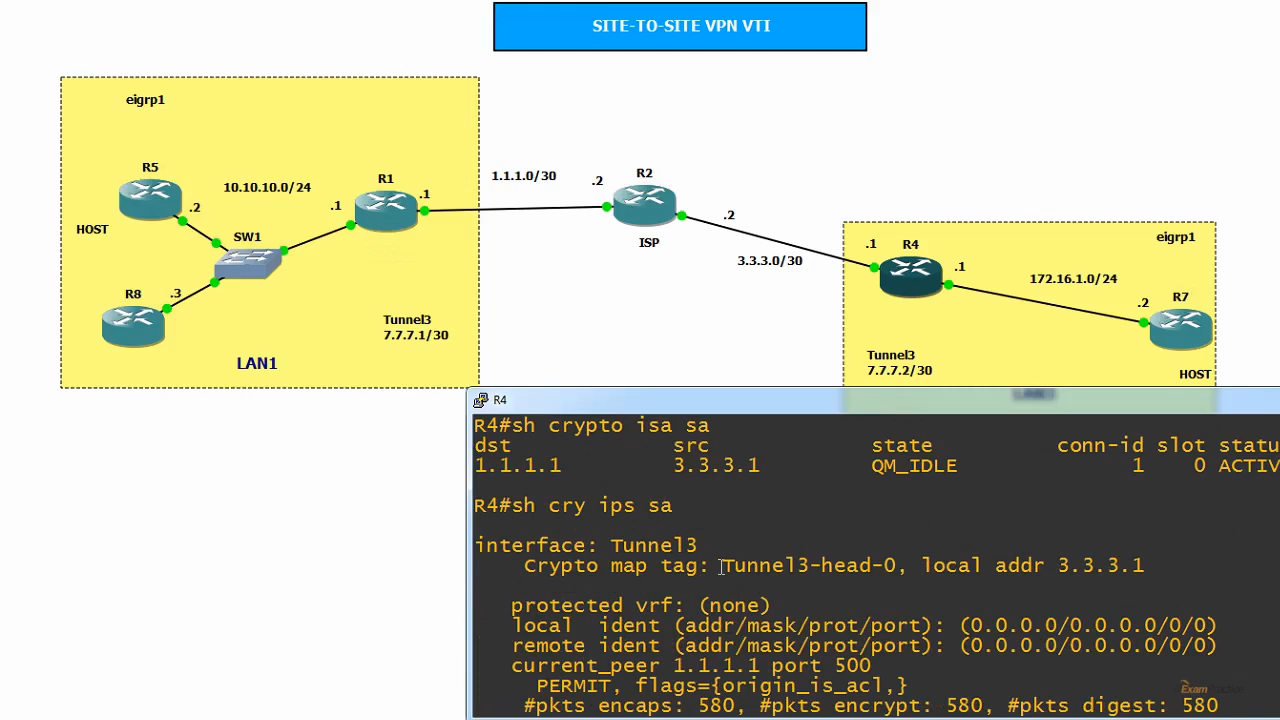 SITE-TO-SITE VPN VTI
eigrp1
R5
10.10.10.0/24
R1
.1
1.1.1.0/30
.2
R2
.2
.1
HOST
SW1
ISP
.2
3.3.3.0/30
.1
R4
.1
eigrp1
172.16.1.0/24
R8
.3
.2
R7
Tunnel3
7.7.7.1/30
LAN1
Tunnel3
7.7.7.2/30
HOST
R4
R4#sh crypto isa sa
dst src state conn-id slot statu
1.1.1.1 3.3.3.1 QM_IDLE 1 0 ACTIV
R4#sh cry ips sa
interface: Tunnel3
Crypto map tag: Tunnel3-head-0, local addr 3.3.3.1
protected vrf: (none)
local ident (addr/mask/prot/port): (0.0.0.0/0.0.0.0/0/0)
remote ident (addr/mask/prot/port): (0.0.0.0/0.0.0.0/0/0)
current_peer 1.1.1.1 port 500
PERMIT, flags={origin_is_acl,}
#pkts encaps: 580, #pkts encrypt: 580, #pkts digest: 580